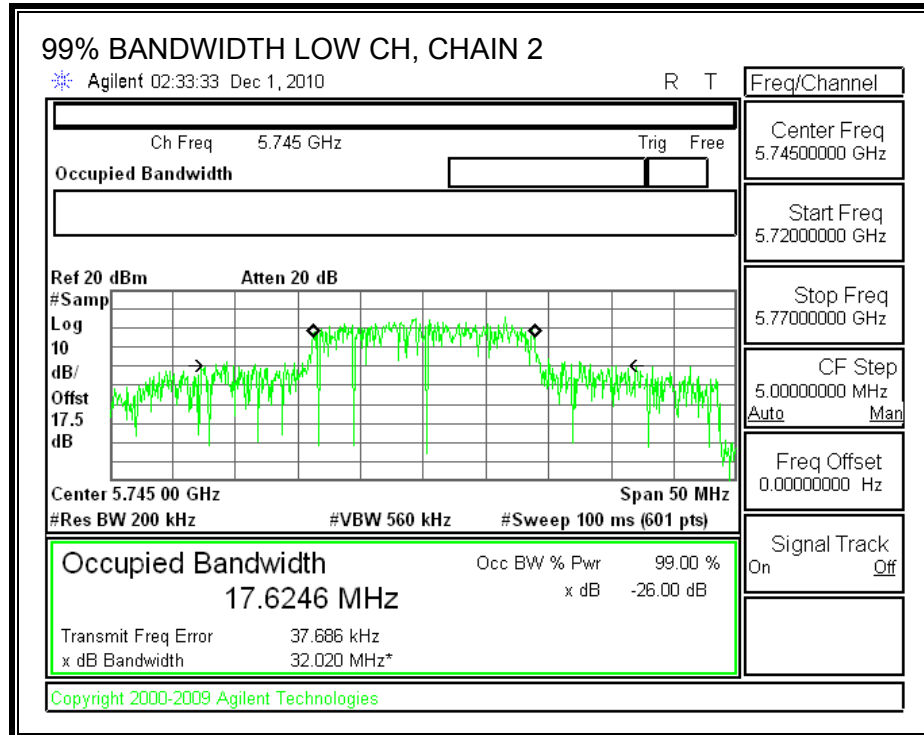 99% BANDWIDTH LOW CH, CHAIN 2
Agilent 02:33:33 Dec 1, 2010 R T
Ch Freq 5.745 GHz Trig Free
Occupied Bandwidth
Ref 20 dBm Atten 20 dB
#Samp
Log
10
dB/
Offst
17.5
dB
Center 5.745 00 GHz Span 50 MHz
#Res BW 200 kHz #VBW 560 kHz #Sweep 100 ms (601 pts)
Occupied Bandwidth Occ BW % Pwr 99.00 %
17.6246 MHz x dB -26.00 dB
Transmit Freq Error 37.686 kHz
x dB Bandwidth 32.020 MHz*
Copyright 2000-2009 Agilent Technologies
Freq/Channel
Center Freq
5.74500000 GHz
Start Freq
5.72000000 GHz
Stop Freq
5.77000000 GHz
CF Step
5.00000000 MHz
Auto Man
Freq Offset
0.00000000 Hz
Signal Track
On Off